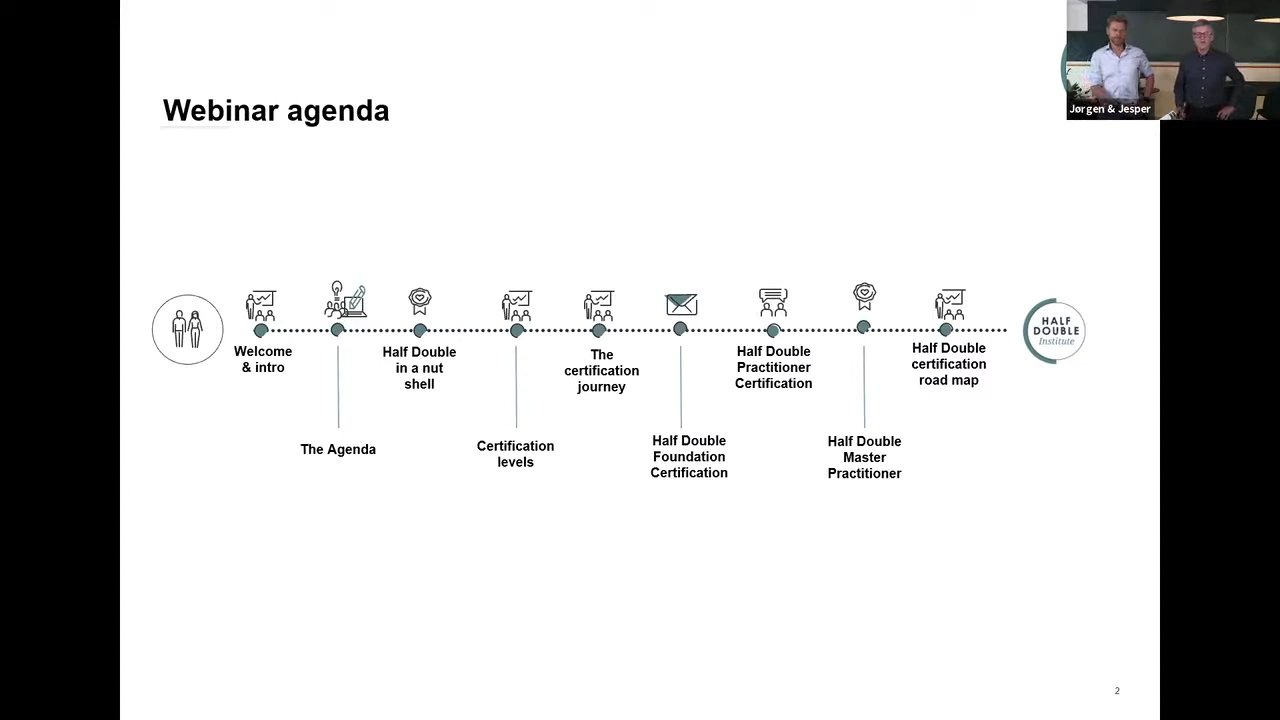 Webinar agenda
Jørgen & Jesper
Welcome
& intro
The Agenda
Half Double
in a nut
shell
Certification
levels
The
certification
journey
Half Double
Foundation
Certification
Half Double
Practitioner
Certification
Half Double
Master
Practitioner
Half Double
certification
road map
HALF
DOUBLE
Institute
2